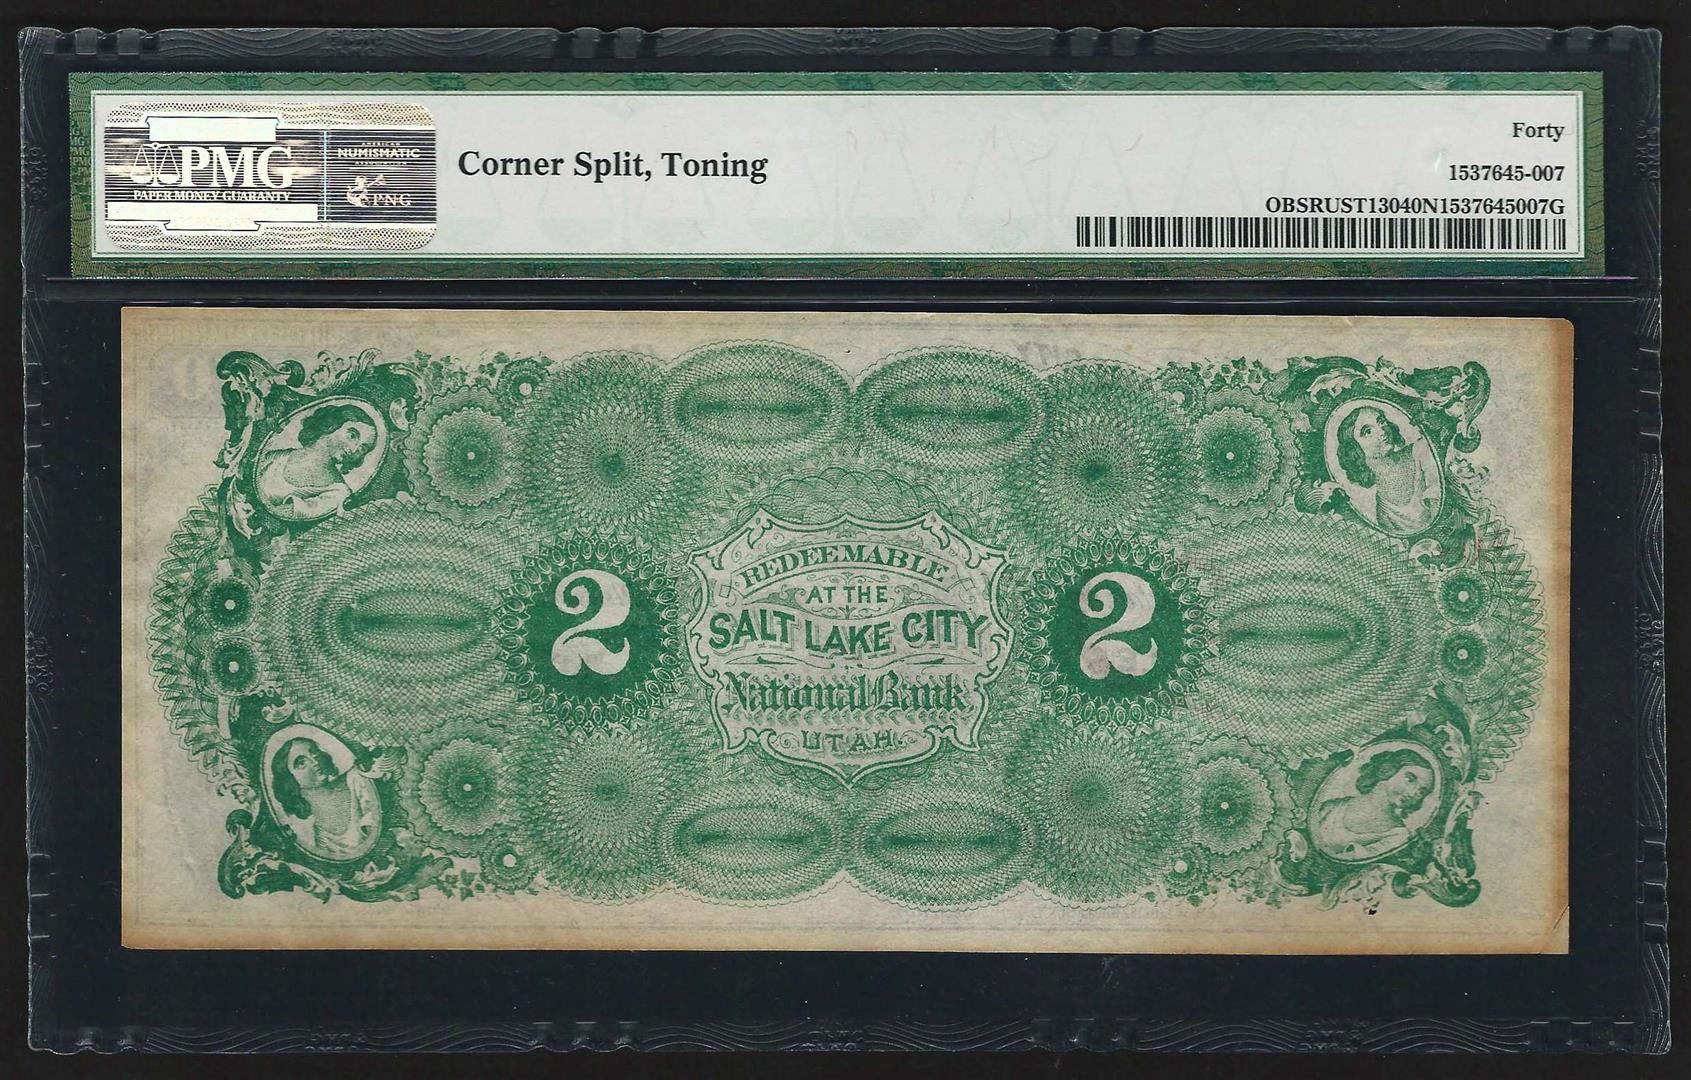 PMG
PAPER MONEY GUARANTY
AMERICAN
NUMISMATIC
ASSOCIATION
PNG
Corner Split, Toning
Forty
1537645-007
OBSRUST13040N1537645007G
REDEEMABLE
AT THE
SALT LAKE CITY
National Bank
UTAH.
2
2